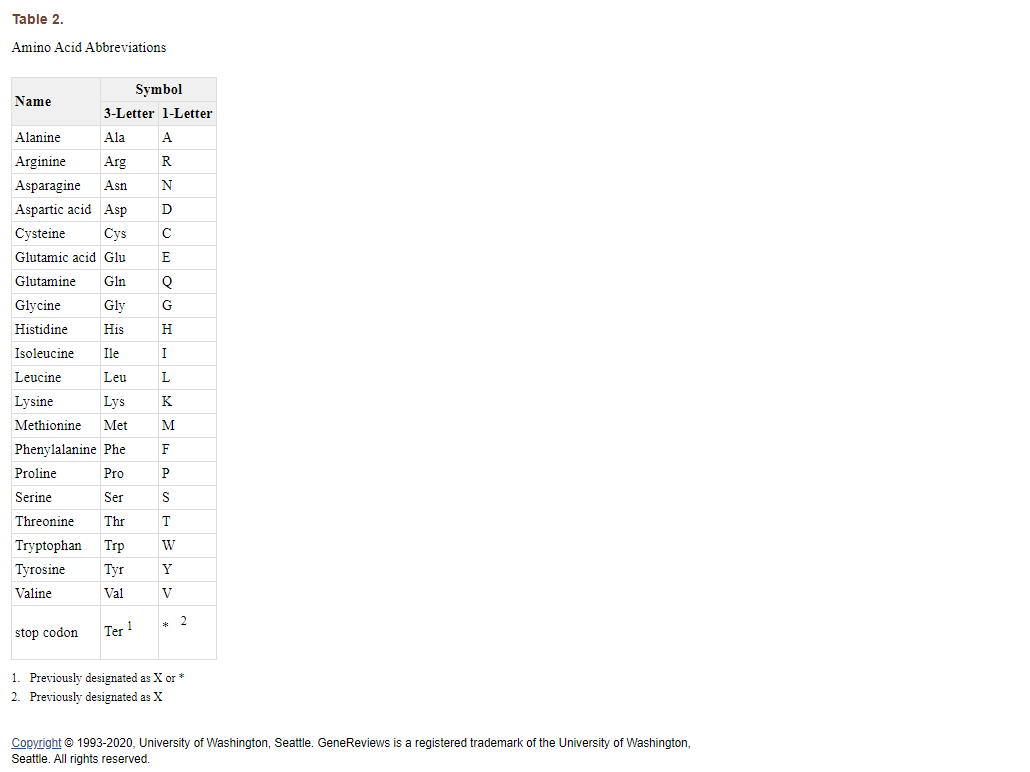 Table 2.
Amino Acid Abbreviations
Name
Symbol
3-Letter 1-Letter
Alanine Ala A
Arginine Arg R
Asparagine Asn N
Aspartic acid Asp D
Cysteine Cys C
Glutamic acid Glu E
Glutamine Gln Q
Glycine Gly G
Histidine His H
Isoleucine Ile I
Leucine Leu L
Lysine Lys K
Methionine Met M
Phenylalanine Phe F
Proline Pro P
Serine Ser S
Threonine Thr T
Tryptophan Trp W
Tyrosine Tyr Y
Valine Val V
stop codon Ter 1 * 2
1. Previously designated as X or *
2. Previously designated as X
Copyright © 1993-2020, University of Washington, Seattle. GeneReviews is a registered trademark of the University of Washington,
Seattle. All rights reserved.